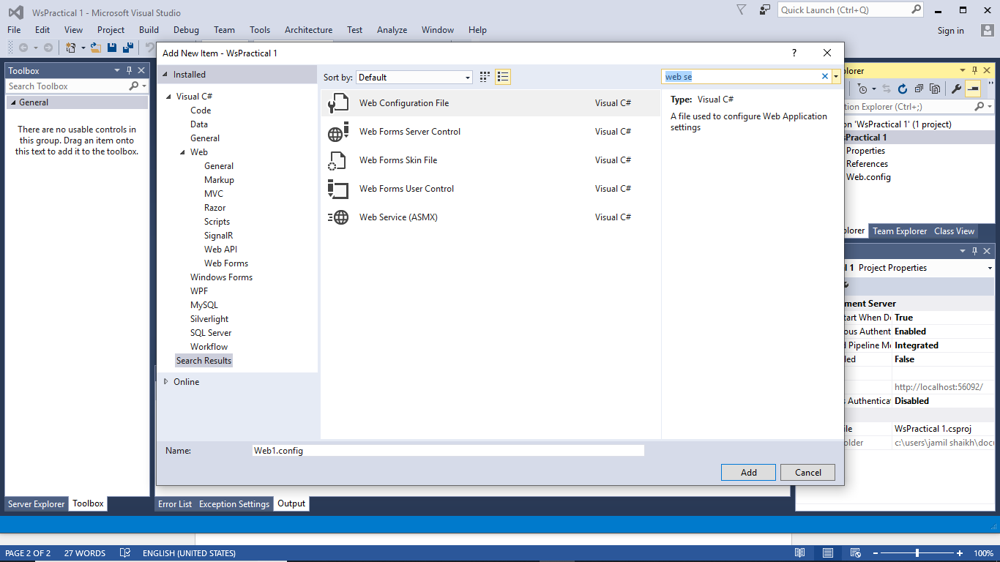 WsPractical 1 - Microsoft Visual Studio
Quick Launch (Ctrl+Q)
File Edit View Project Build Debug Team Tools Architecture Test Analyze Window Help
Sign in
Toolbox
Search Toolbox
General
There are no usable controls in
this group. Drag an item onto
this text to add it to the toolbox.
Server Explorer Toolbox
Add New Item - WsPractical 1
?
Installed
Visual C#
Code
Data
General
Web
General
Markup
MVC
Razor
Scripts
SignalR
Web API
Web Forms
Windows Forms
WPF
MySQL
Silverlight
SQL Server
Workflow
Search Results
Online
Sort by: Default
web se
Web Configuration File Visual C#
Web Forms Server Control Visual C#
Web Forms Skin File Visual C#
Web Forms User Control Visual C#
Web Service (ASMX) Visual C#
Type: Visual C#
A file used to configure Web Application
settings
Name: Web1.config
Add Cancel
plorer
tion Explorer (Ctrl+;)
on 'WsPractical 1' (1 project)
sPractical 1
Properties
References
Web.config
plorer Team Explorer Class View
l 1 Project Properties
ment Server
tart When De True
ous Authent Enabled
d Pipeline Mo Integrated
led False
http://localhost:56092/
s Authentica Disabled
ile WsPractical 1.csproj
older c:\users\jamil shaikh\docu
Error List Exception Settings Output
PAGE 2 OF 2 27 WORDS ENGLISH (UNITED STATES) 100%